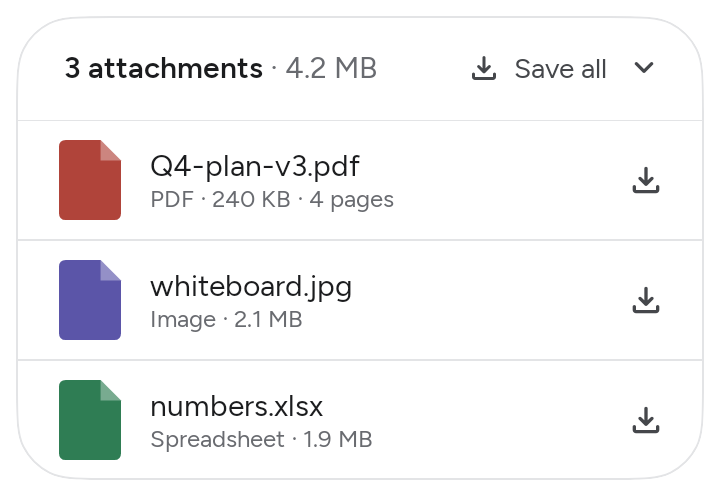 3 attachments · 4.2 MB
Save all
Q4-plan-v3.pdf
PDF · 240 KB · 4 pages
whiteboard.jpg
Image · 2.1 MB
numbers.xlsx
Spreadsheet · 1.9 MB